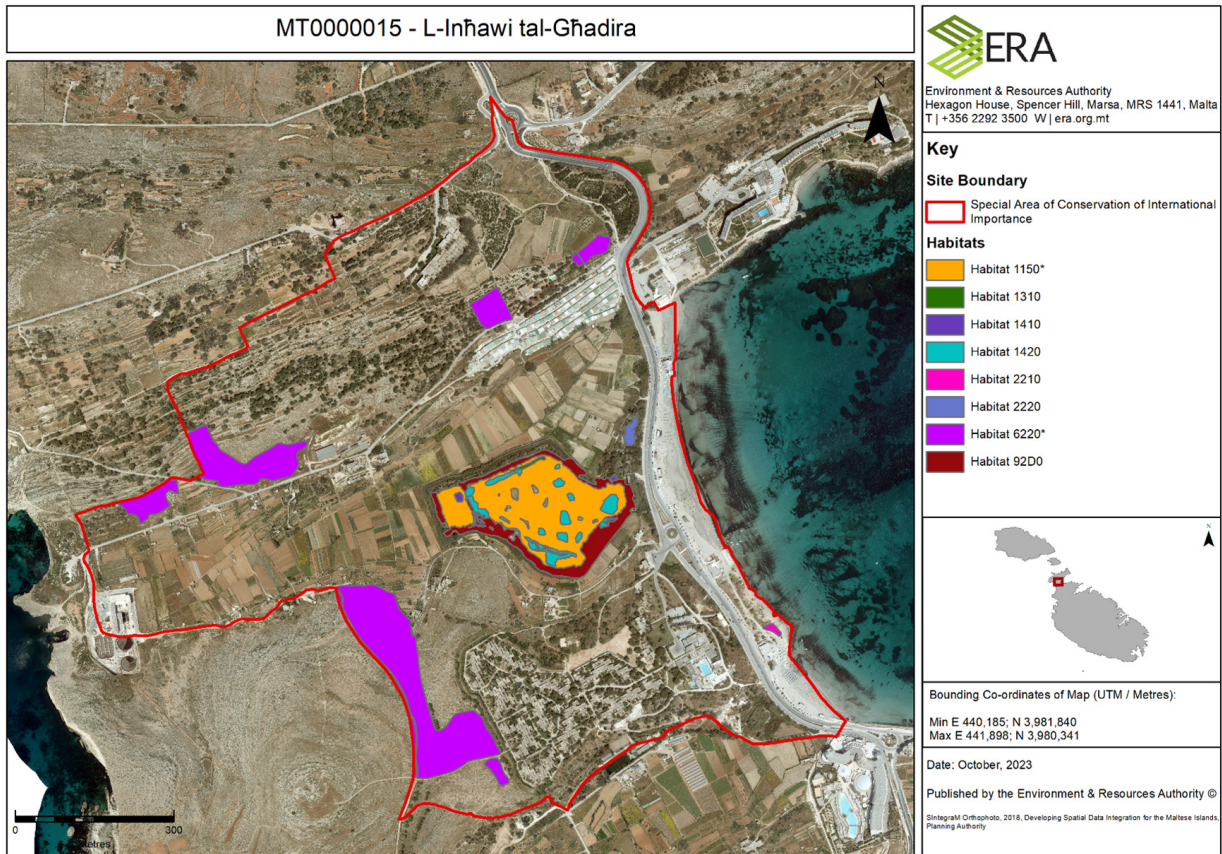 MT0000015 - L-Inħawi tal-Għadira
N
0
300
Metres
ERA
Environment & Resources Authority
Hexagon House, Spencer Hill, Marsa, MRS 1441, Malta
T | +356 2292 3500 W | era.org.mt
Key
Site Boundary
Special Area of Conservation of International
Importance
Habitats
Habitat 1150*
Habitat 1310
Habitat 1410
Habitat 1420
Habitat 2210
Habitat 2220
Habitat 6220*
Habitat 92D0
N
Bounding Co-ordinates of Map (UTM / Metres):
Min E 440,185; N 3,981,840
Max E 441,898; N 3,980,341
Date: October, 2023
Published by the Environment & Resources Authority ©
SIntegraM Orthophoto, 2018, Developing Spatial Data Integration for the Maltese Islands,
Planning Authority